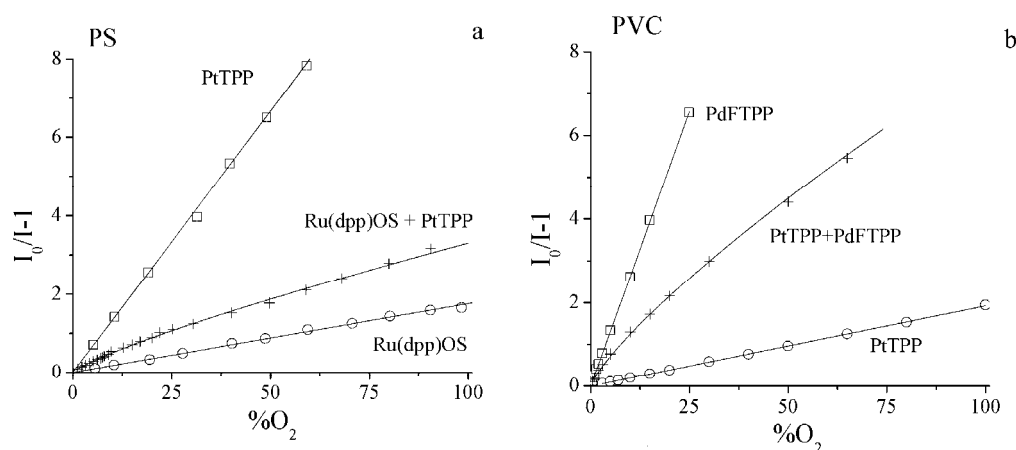 PS
a
8
6
4
2
0
I₀/I-1
PtTPP
Ru(dpp)OS + PtTPP
Ru(dpp)OS
0 25 50 75 100
%O₂
PVC
b
8
6
4
2
0
I₀/I-1
PdFTPP
PtTPP+PdFTPP
PtTPP
0 25 50 75 100
%O₂